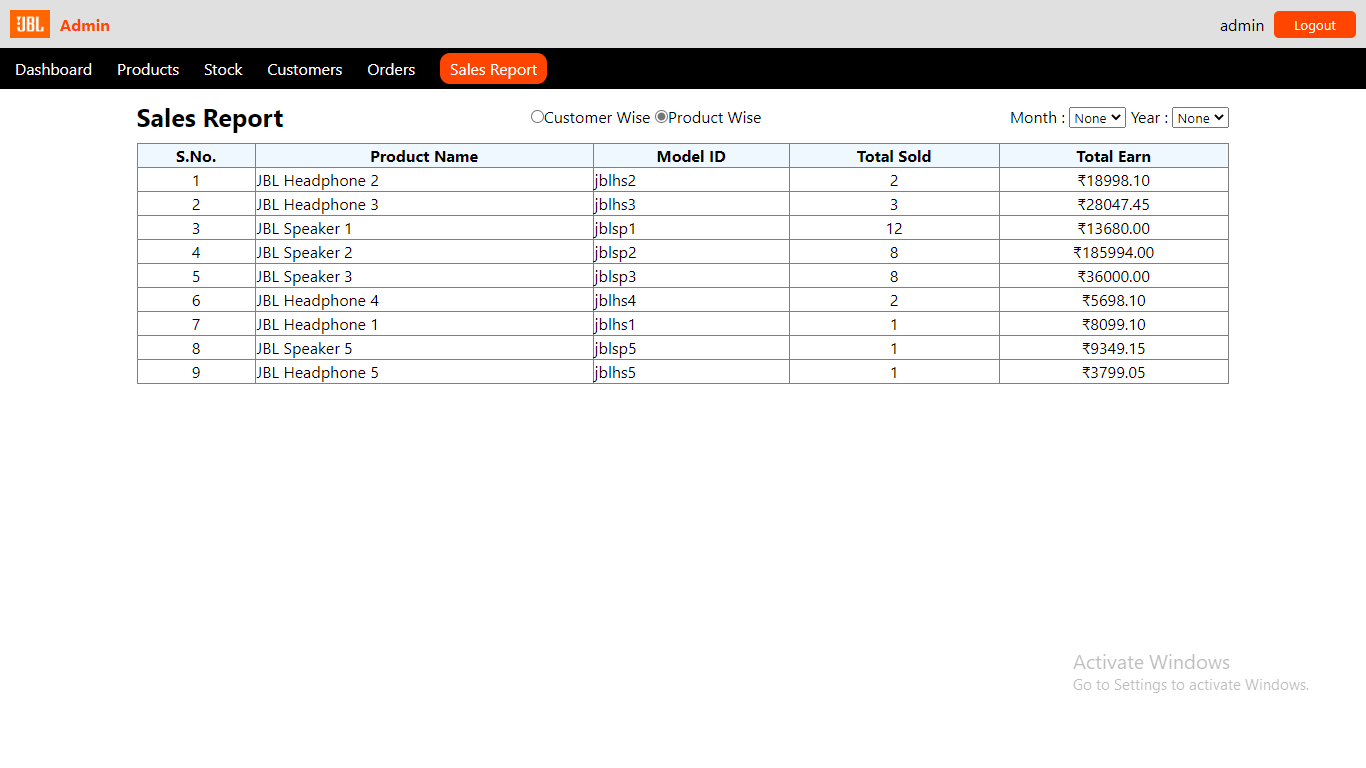 JBL Admin admin Logout
Dashboard Products Stock Customers Orders Sales Report
Sales Report Customer Wise Product Wise Month : None Year : None
S.No. Product Name Model ID Total Sold Total Earn
1 JBL Headphone 2 jblhs2 2 ₹18998.10
2 JBL Headphone 3 jblhs3 3 ₹28047.45
3 JBL Speaker 1 jblsp1 12 ₹13680.00
4 JBL Speaker 2 jblsp2 8 ₹185994.00
5 JBL Speaker 3 jblsp3 8 ₹36000.00
6 JBL Headphone 4 jblhs4 2 ₹5698.10
7 JBL Headphone 1 jblhs1 1 ₹8099.10
8 JBL Speaker 5 jblsp5 1 ₹9349.15
9 JBL Headphone 5 jblhs5 1 ₹3799.05
Activate Windows
Go to Settings to activate Windows.